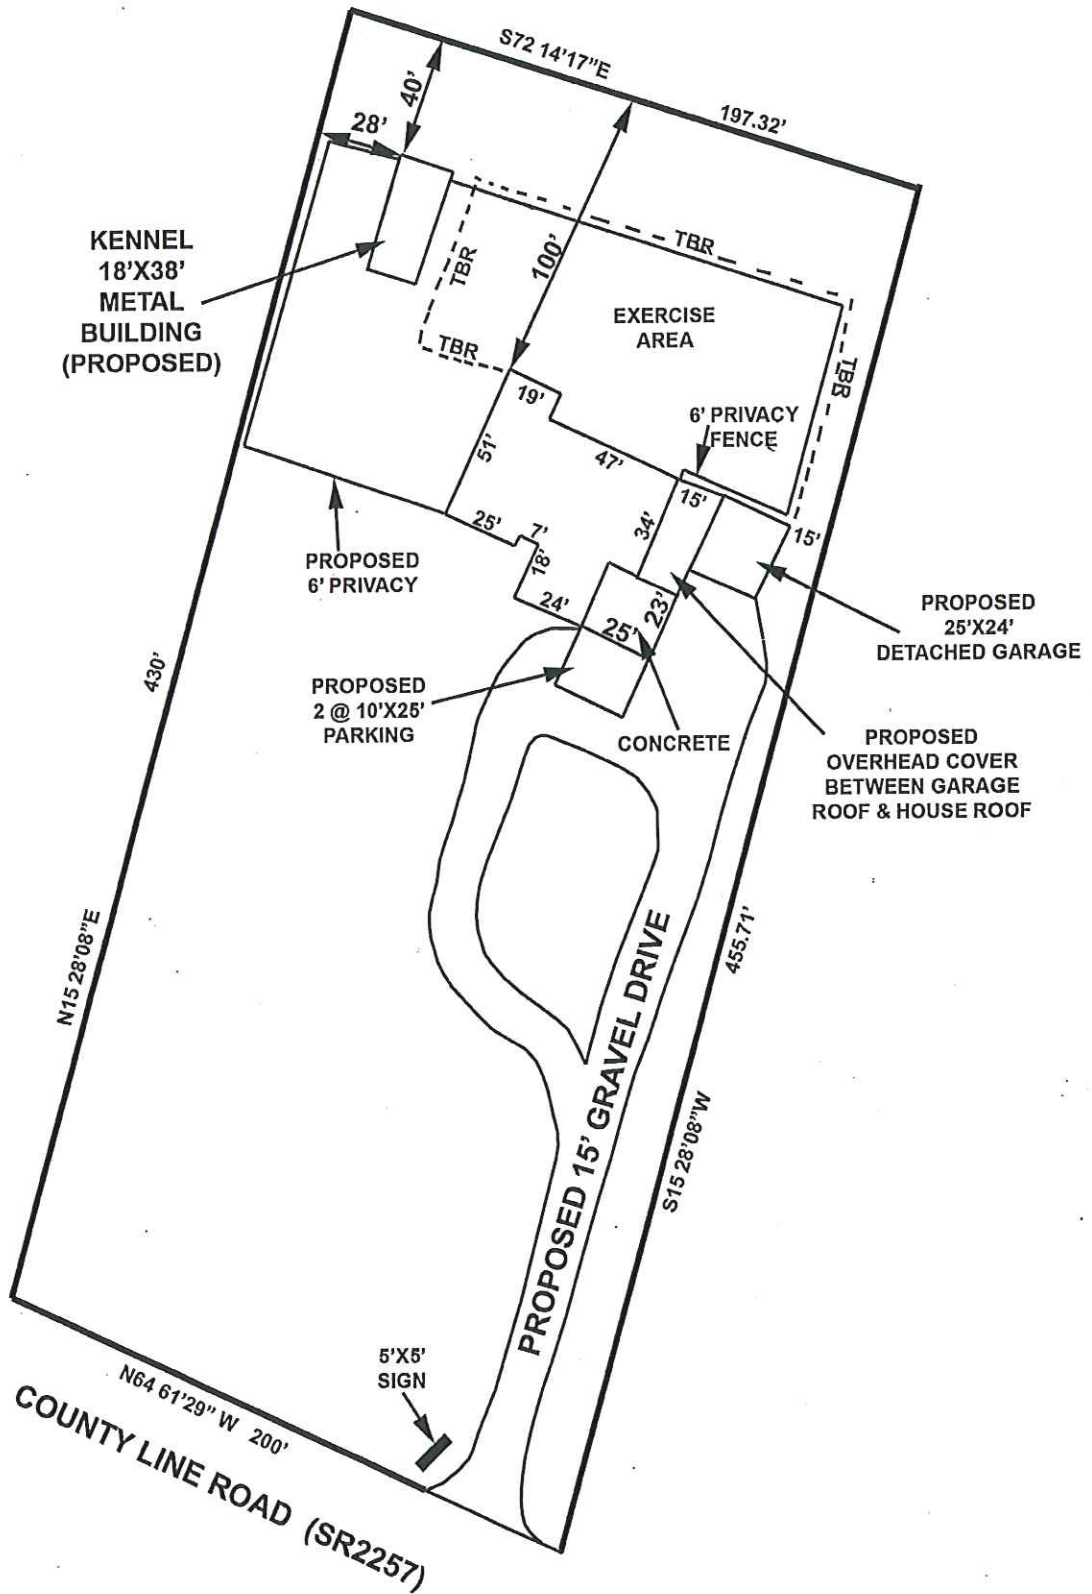 S72 14'17"E
197.32'
40'
28'
KENNEL
18'X38'
METAL
BUILDING
(PROPOSED)
100'
TBR
TBR
TBR
TBR
EXERCISE
AREA
6' PRIVACY
FENCE
19'
47'
51'
15'
15'
34'
25'
7'
18'
24'
25'
23'
PROPOSED
6' PRIVACY
PROPOSED
25'X24'
DETACHED GARAGE
PROPOSED
2 @ 10'X25'
PARKING
CONCRETE
PROPOSED
OVERHEAD COVER
BETWEEN GARAGE
ROOF & HOUSE ROOF
430'
N15 28'08"E
455.71'
S15 28'08"W
PROPOSED 15' GRAVEL DRIVE
5'X5'
SIGN
N64 61'29" W 200'
COUNTY LINE ROAD (SR2257)